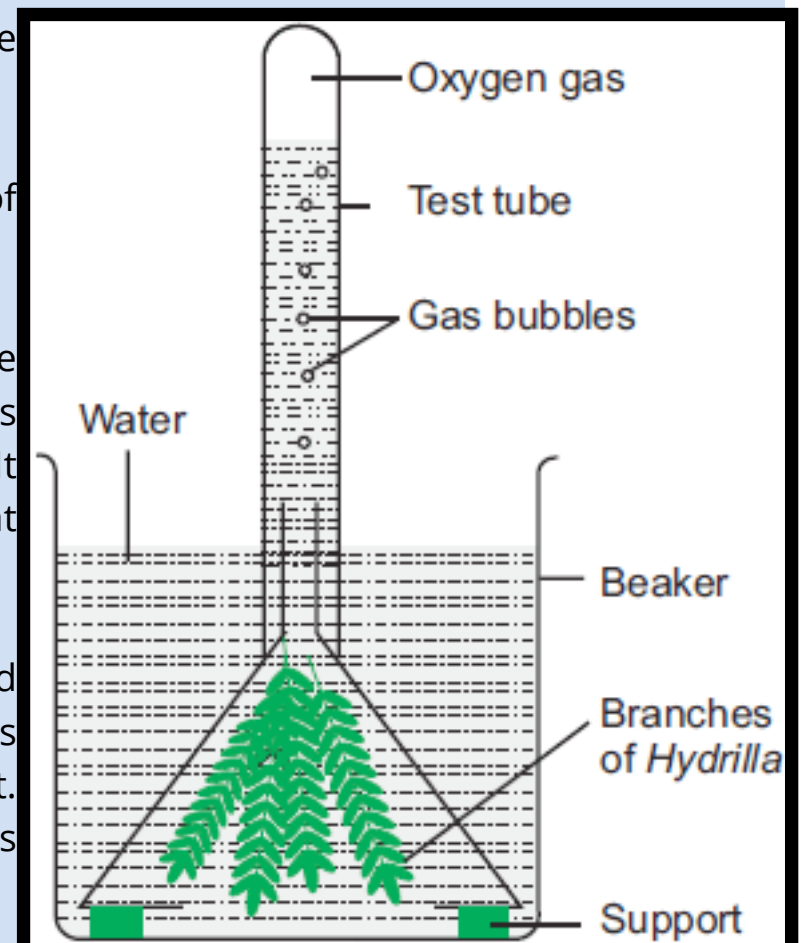 Oxygen gas
Test tube
Gas bubbles
Water
Beaker
Branches
of Hydrilla
Support